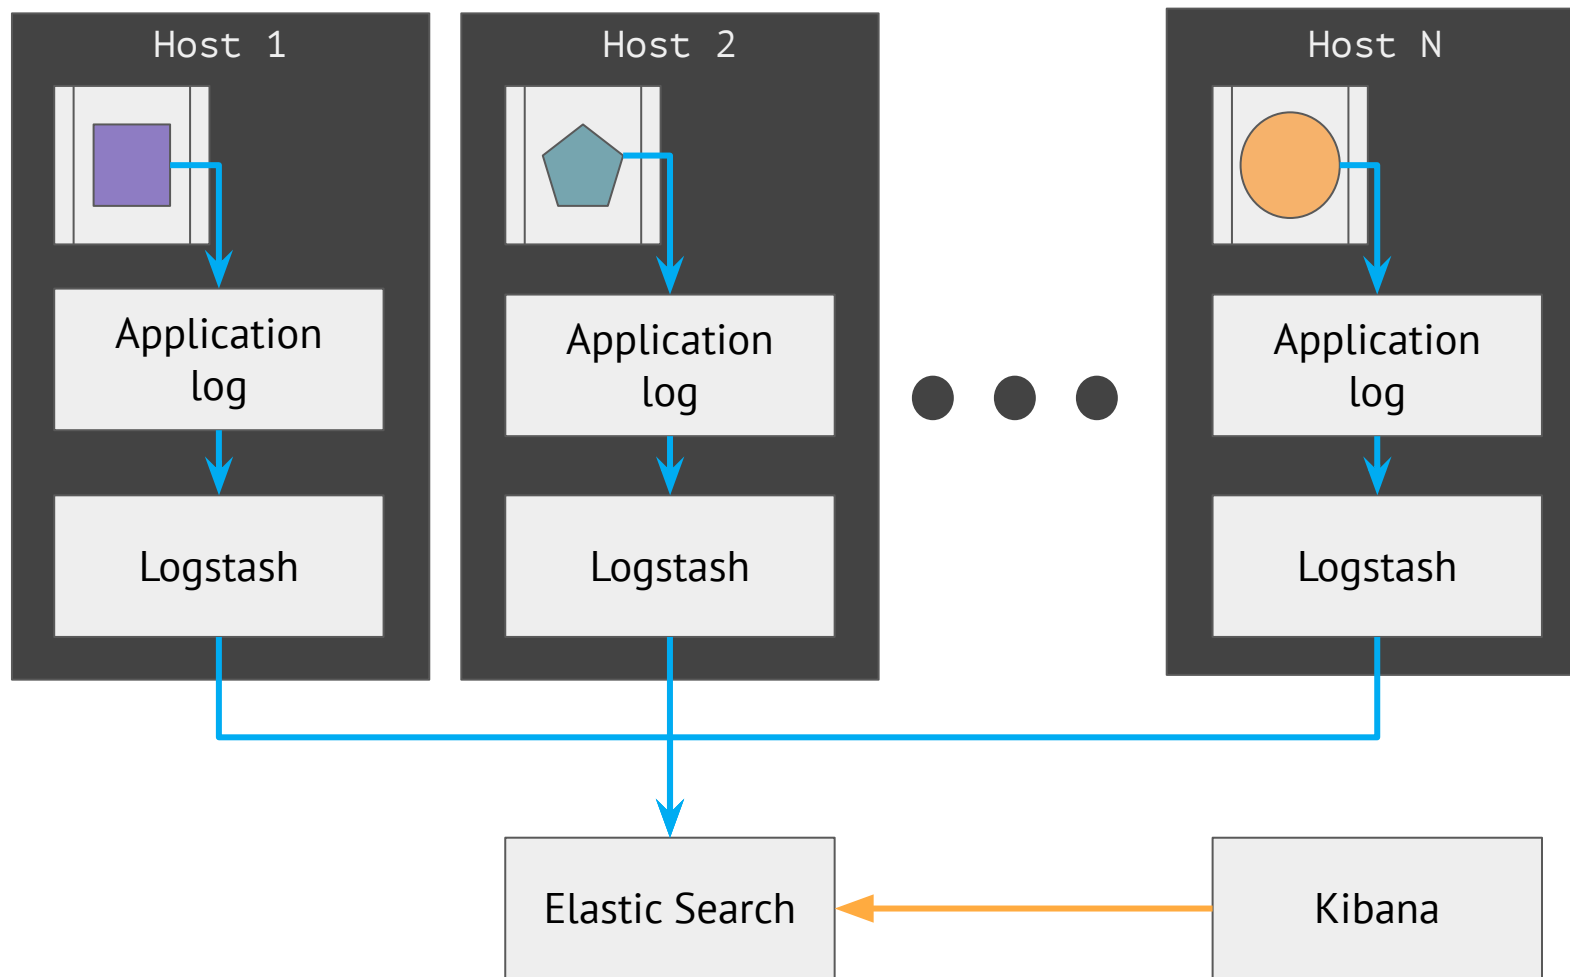 Host 1
Host 2
Host N
Application
log
Application
log
Application
log
Logstash
Logstash
Logstash
Elastic Search
Kibana